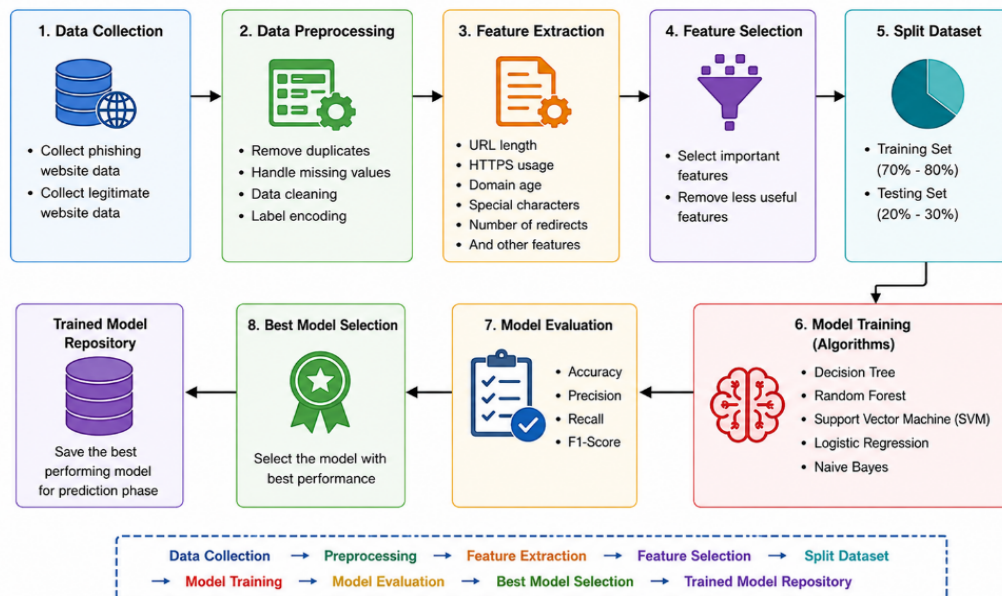 1. Data Collection
• Collect phishing
website data
• Collect legitimate
website data
2. Data Preprocessing
• Remove duplicates
• Handle missing values
• Data cleaning
• Label encoding
3. Feature Extraction
• URL length
• HTTPS usage
• Domain age
• Special characters
• Number of redirects
• And other features
4. Feature Selection
• Select important
features
• Remove less useful
features
5. Split Dataset
• Training Set
(70% - 80%)
• Testing Set
(20% - 30%)
6. Model Training
(Algorithms)
• Decision Tree
• Random Forest
• Support Vector Machine (SVM)
• Logistic Regression
• Naive Bayes
7. Model Evaluation
• Accuracy
• Precision
• Recall
• F1-Score
8. Best Model Selection
Select the model with
best performance
Trained Model
Repository
Save the best
performing model
for prediction phase
Data Collection → Preprocessing → Feature Extraction → Feature Selection → Split Dataset
→ Model Training → Model Evaluation → Best Model Selection → Trained Model Repository